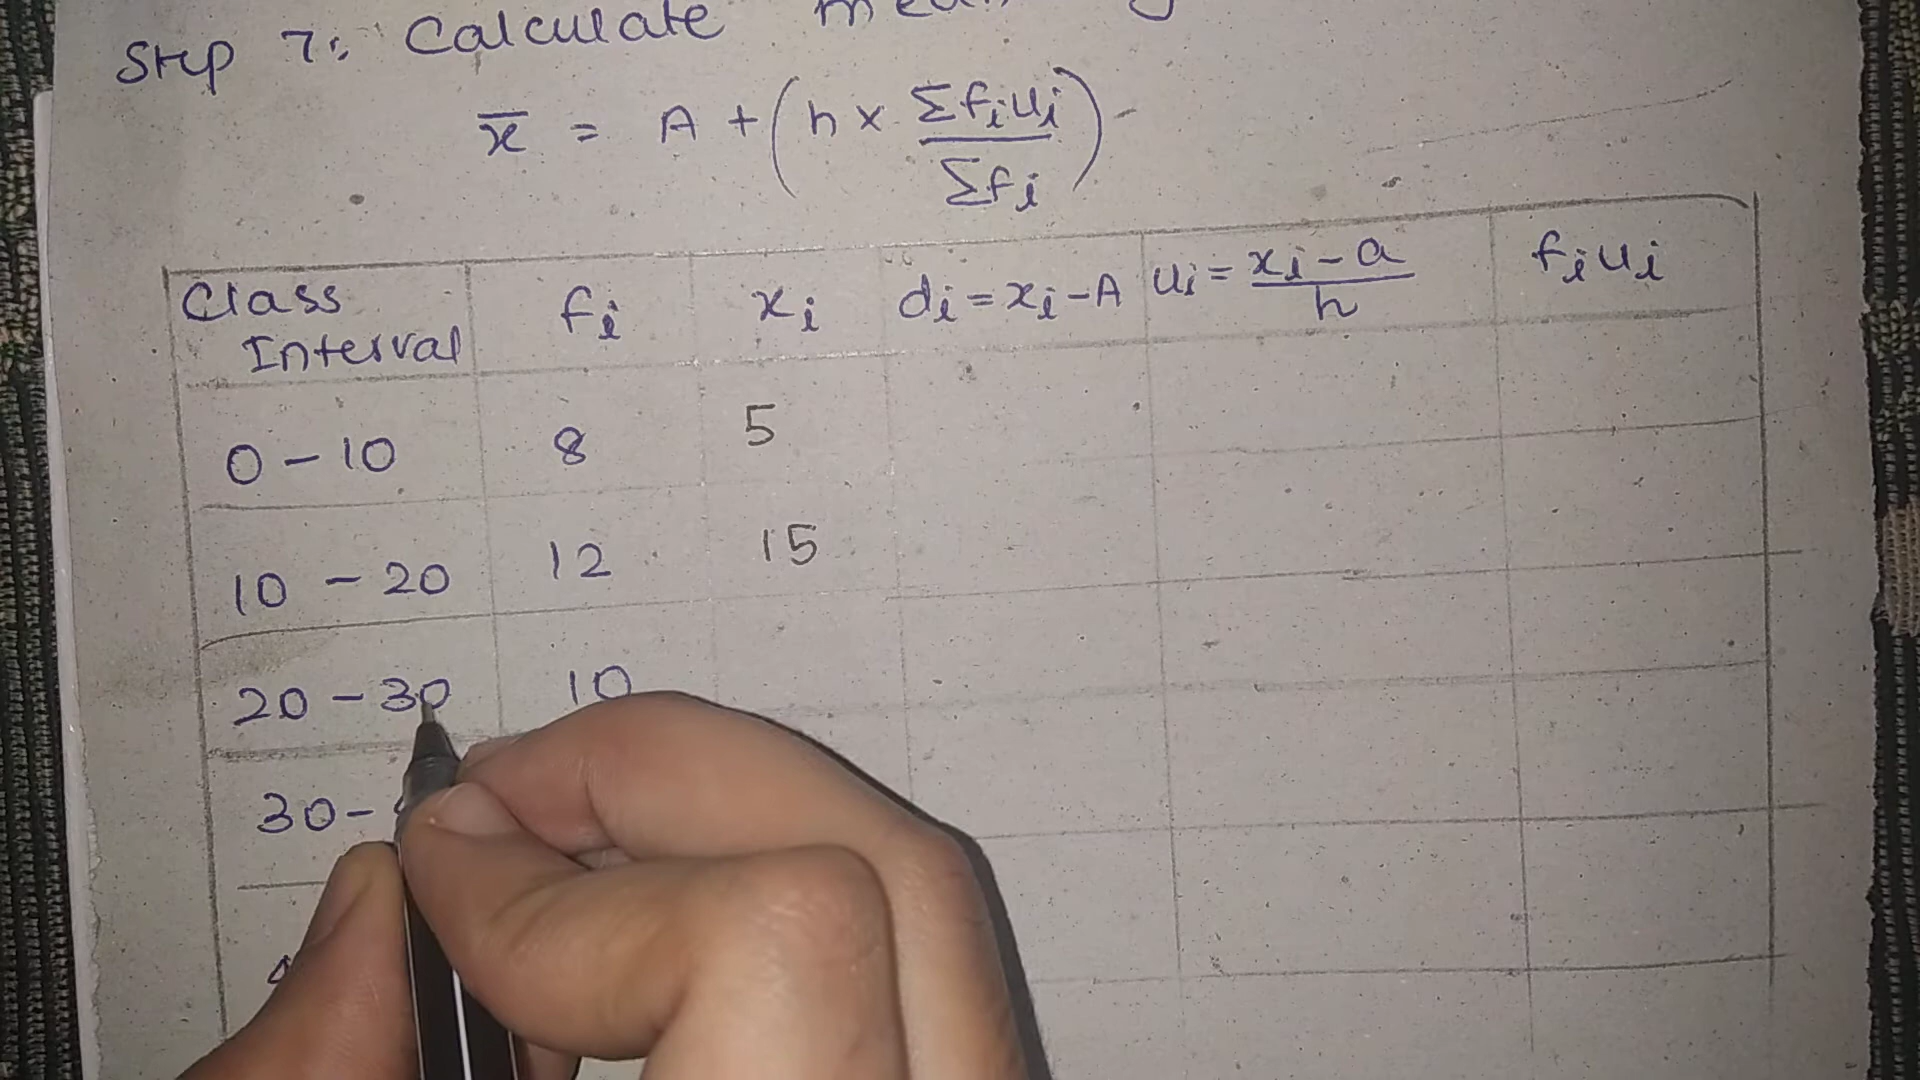 Step 7: Calculate
x̄ = A + (h × Σfiui / Σfi)
Class Interval fi xi di = xi - A ui = xi - a / h fiui
0 - 10 8 5
10 - 20 12 15
20 - 30 10
30 -